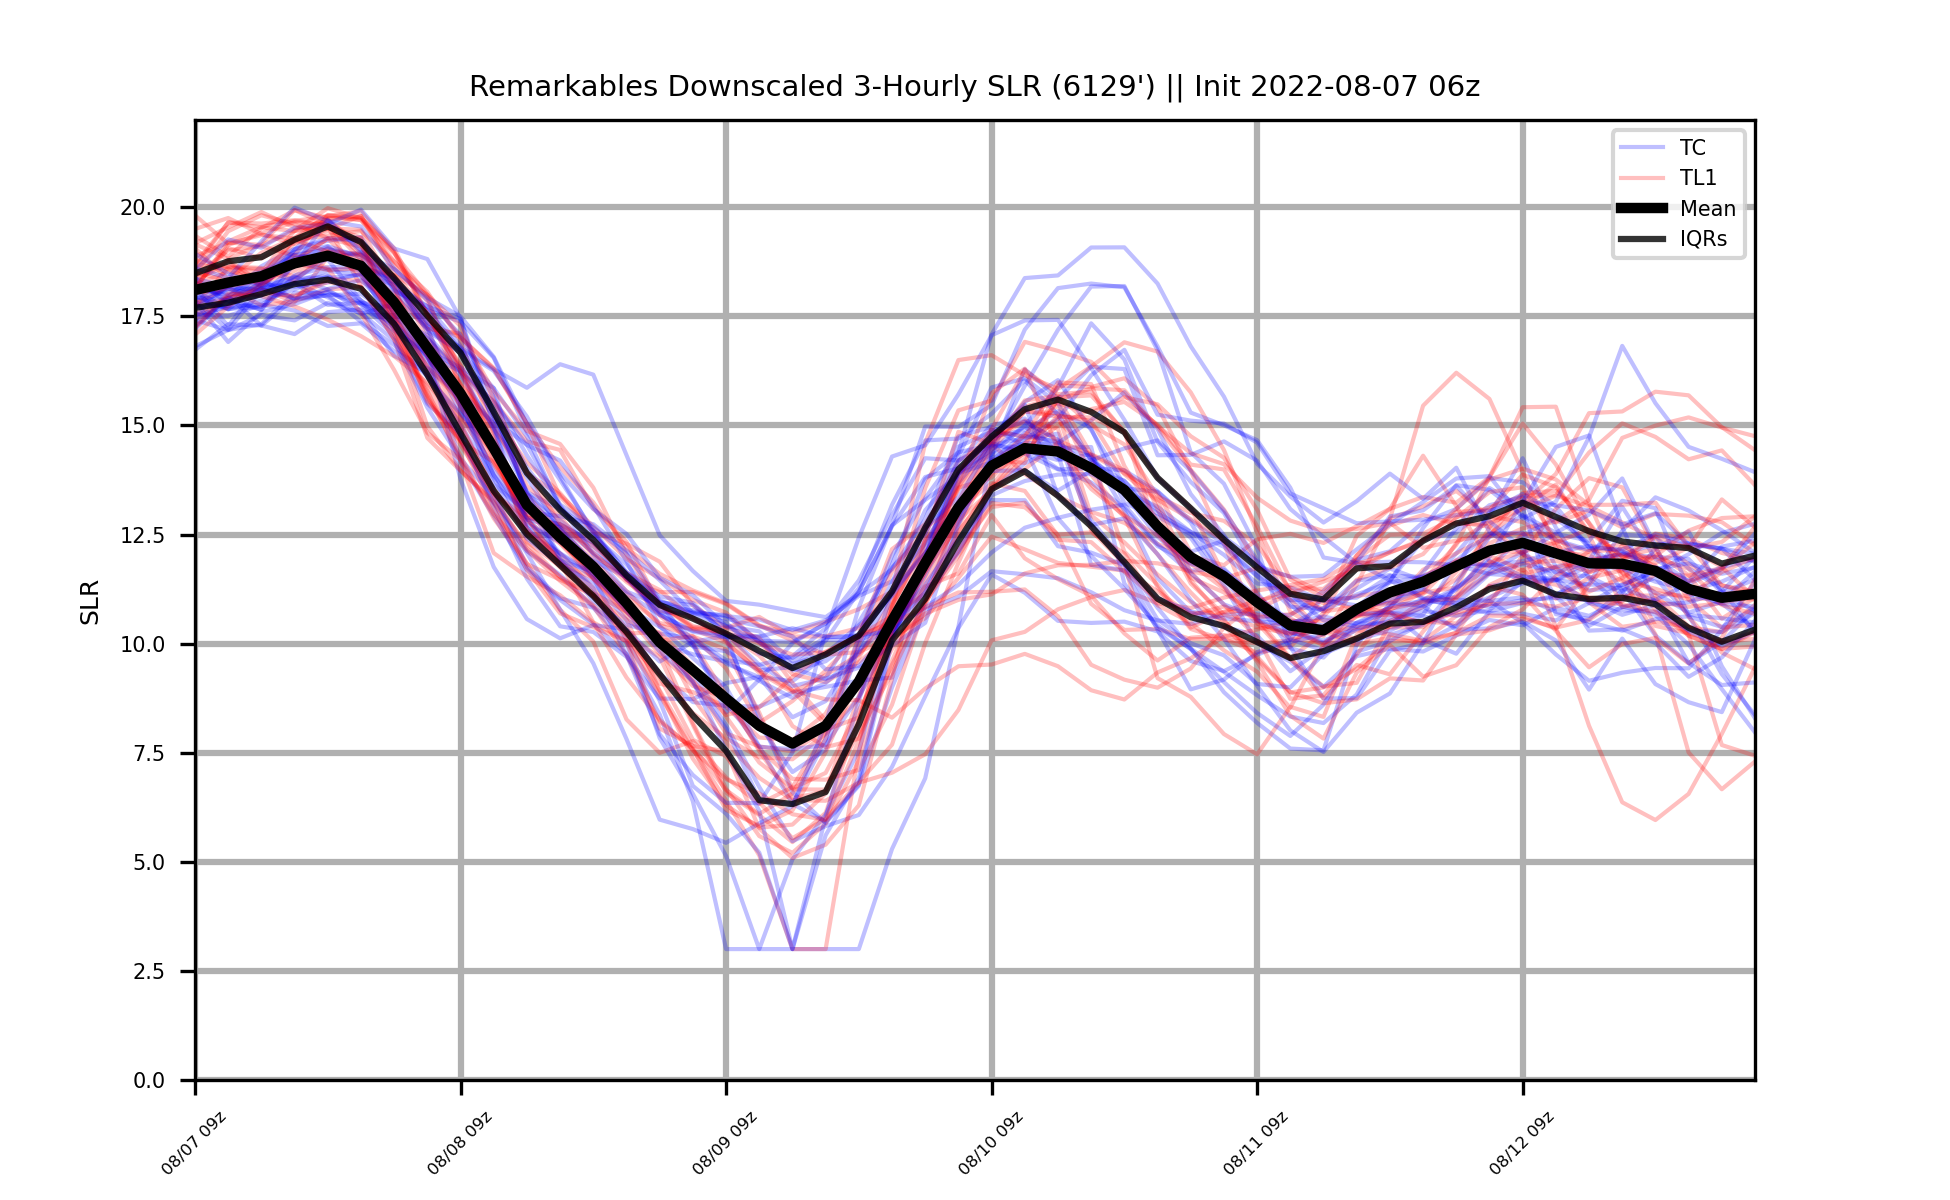 Remarkables Downscaled 3-Hourly SLR (6129') || Init 2022-08-07 06z
TC
TL1
Mean
IQRs
SLR
20.0
17.5
15.0
12.5
10.0
7.5
5.0
2.5
0.0
08/07 09z
08/08 09z
08/09 09z
08/10 09z
08/11 09z
08/12 09z